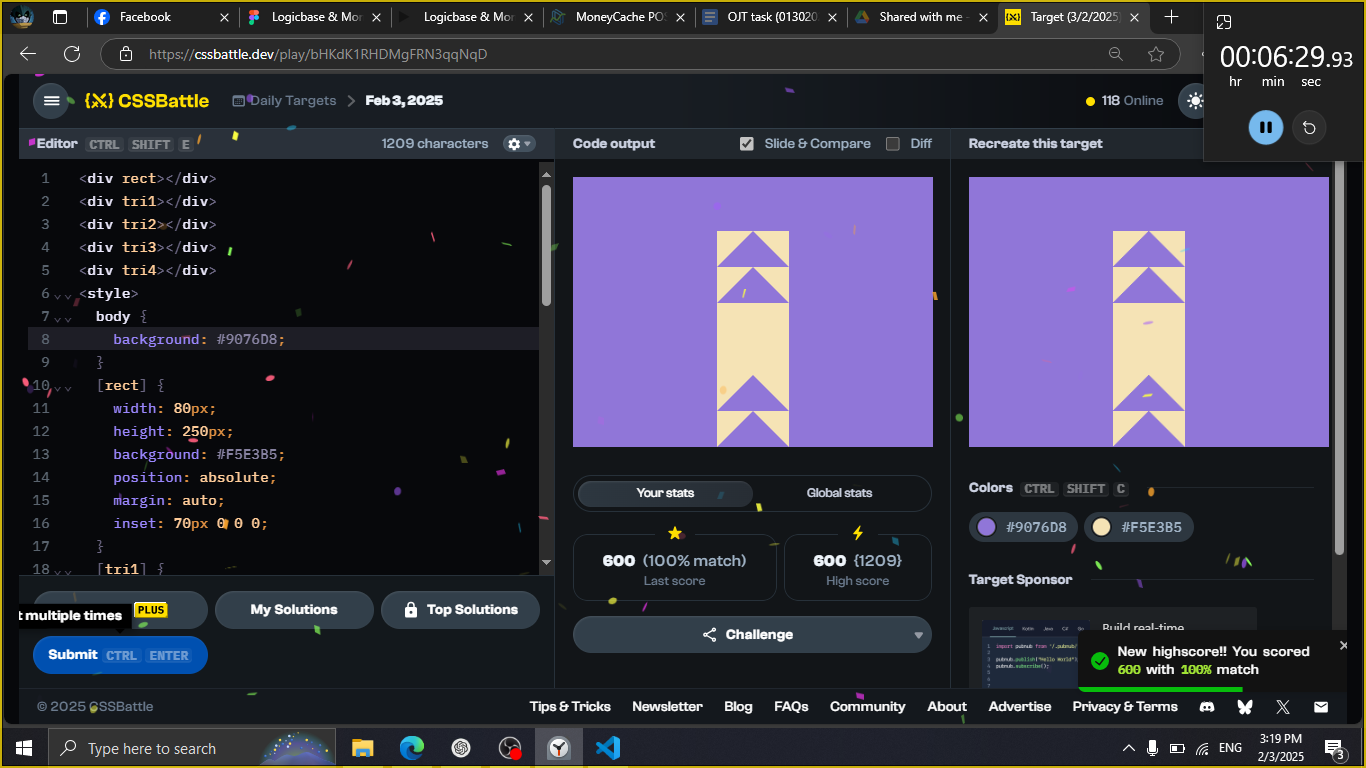 Facebook
Logicbase & Mor
Logicbase & Mor
MoneyCache POS
OJT task (013020
Shared with me -
Target (3/2/2025)
https://cssbattle.dev/play/bHKdK1RHDMgFRN3qqNqD
00:06:29.93
hr min sec
{X} CSSBattle
Daily Targets > Feb 3, 2025
118 Online
Editor CTRL SHIFT E
1209 characters
Code output
Slide & Compare
Diff
Recreate this target
1 <div rect></div>
2 <div tri1></div>
3 <div tri2></div>
4 <div tri3></div>
5 <div tri4></div>
6 <style>
7 body {
8 background: #9076D8;
9 }
10 [rect] {
11 width: 80px;
12 height: 250px;
13 background: #F5E3B5;
14 position: absolute;
15 margin: auto;
16 inset: 70px 0 0 0;
17 }
18 [tri1] {
Your stats
Global stats
600 (100% match)
Last score
600 {1209}
High score
Challenge
Colors CTRL SHIFT C
#9076D8
#F5E3B5
Target Sponsor
Build real-time
Javascript Kotlin Java C#
t multiple times
PLUS
My Solutions
Top Solutions
Submit CTRL ENTER
New highscore!! You scored
600 with 100% match
© 2025 CSSBattle
Tips & Tricks
Newsletter
Blog
FAQs
Community
About
Advertise
Privacy & Terms
Type here to search
ENG
3:19 PM
2/3/2025
3